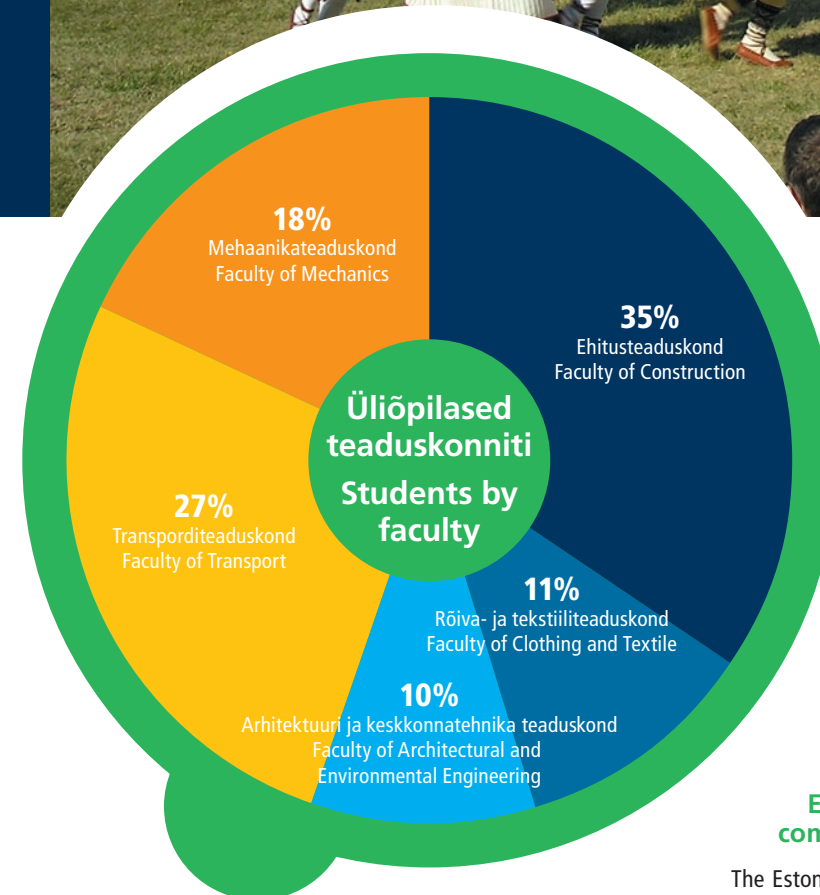 18%
Mehaanikateaduskond
Faculty of Mechanics
35%
Ehitusteaduskond
Faculty of Construction
Üliõpilased
teaduskonniti
Students by
faculty
27%
Transporditeaduskond
Faculty of Transport
11%
Rõiva- ja tekstiiliteaduskond
Faculty of Clothing and Textile
10%
Arhitektuuri ja keskkonnatehnika teaduskond
Faculty of Architectural and
Environmental Engineering
The